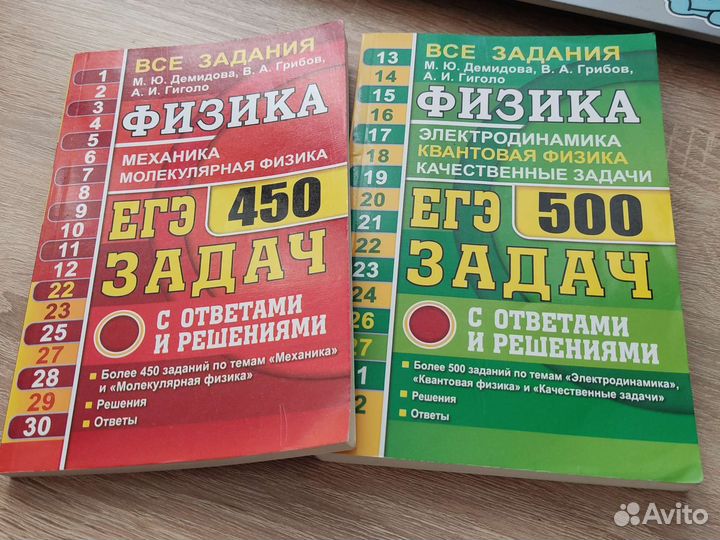 ВСЕ ЗАДАНИЯ
М. Ю. Демидова, В. А. Грибов,
А. И. Гиголо
ФИЗИКА
МЕХАНИКА
МОЛЕКУЛЯРНАЯ ФИЗИКА
ЕГЭ 450
ЗАДАЧ
С ОТВЕТАМИ
И РЕШЕНИЯМИ
Более 450 заданий по темам «Механика»
и «Молекулярная физика»
Решения
Ответы
1
2
3
4
5
6
7
8
9
10
11
12
22
23
25
27
28
29
30
ВСЕ ЗАДАНИЯ
М. Ю. Демидова, В. А. Грибов,
А. И. Гиголо
ФИЗИКА
ЭЛЕКТРОДИНАМИКА
КВАНТОВАЯ ФИЗИКА
КАЧЕСТВЕННЫЕ ЗАДАЧИ
ЕГЭ 500
ЗАДАЧ
С ОТВЕТАМИ
И РЕШЕНИЯМИ
Более 500 заданий по темам «Электродинамика»,
«Квантовая физика» и «Качественные задачи»
Решения
Ответы
13
14
15
16
17
18
19
20
21
22
23
24
26
27
1
2
Avito